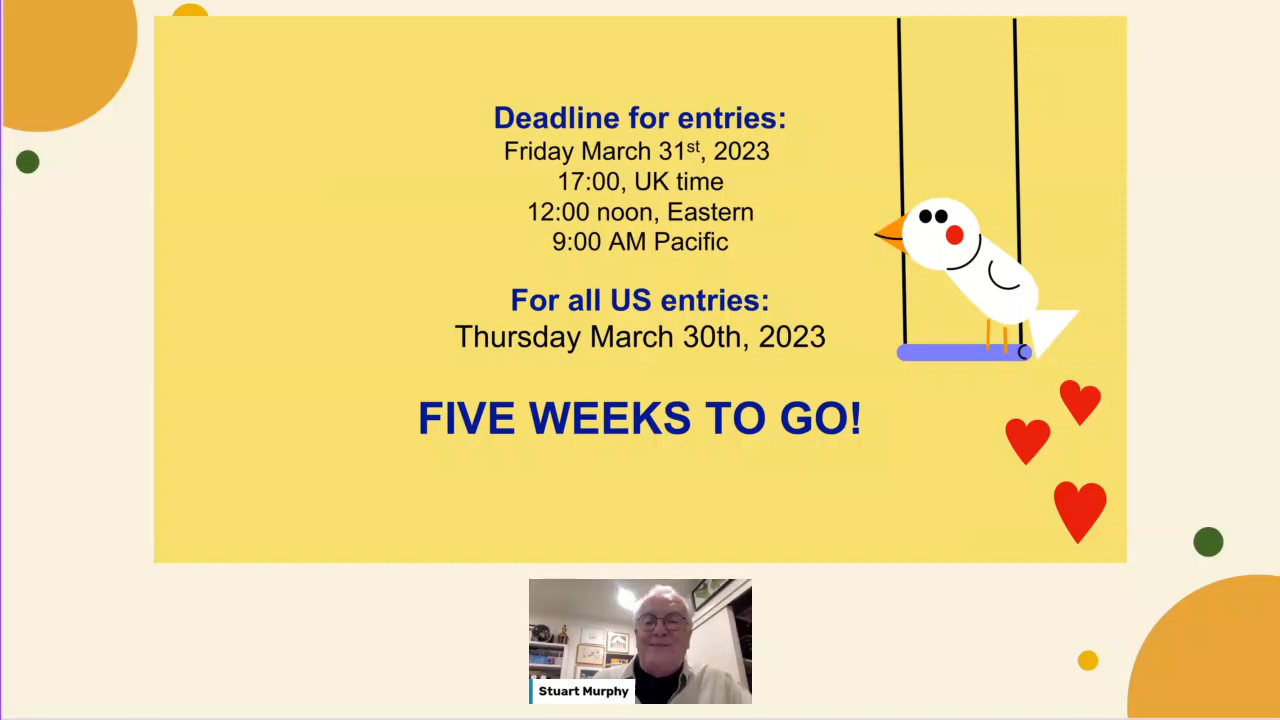 Deadline for entries:
Friday March 31st, 2023
17:00, UK time
12:00 noon, Eastern
9:00 AM Pacific
For all US entries:
Thursday March 30th, 2023
FIVE WEEKS TO GO!
Stuart Murphy